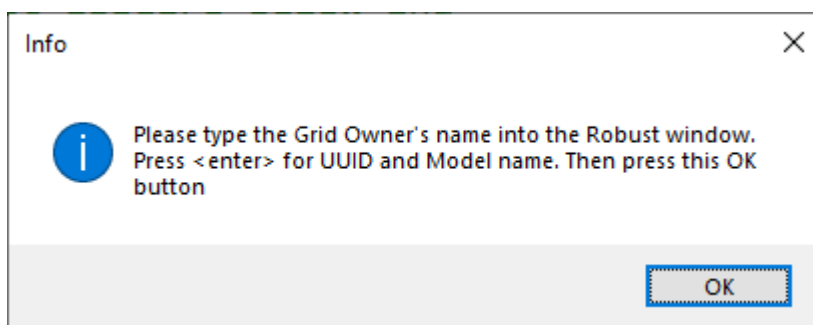 Info
Please type the Grid Owner's name into the Robust window.
Press <enter> for UUID and Model name. Then press this OK
button
OK